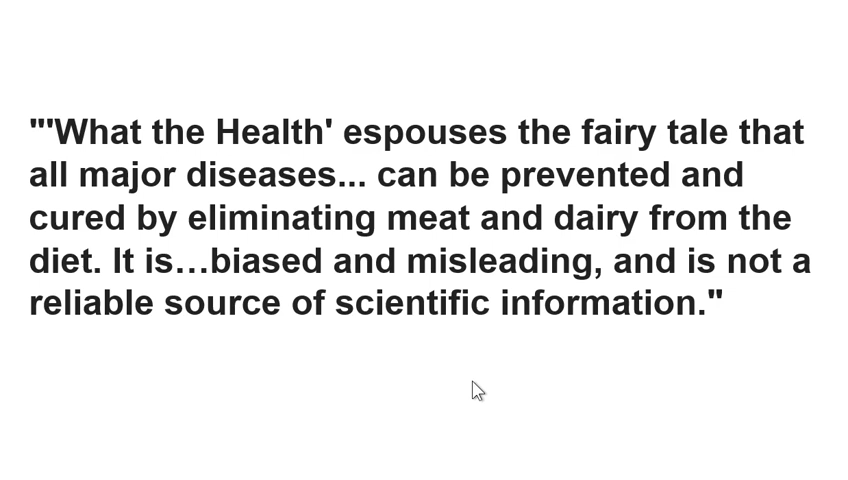 "'What the Health' espouses the fairy tale that
all major diseases... can be prevented and
cured by eliminating meat and dairy from the
diet. It is…biased and misleading, and is not a
reliable source of scientific information."